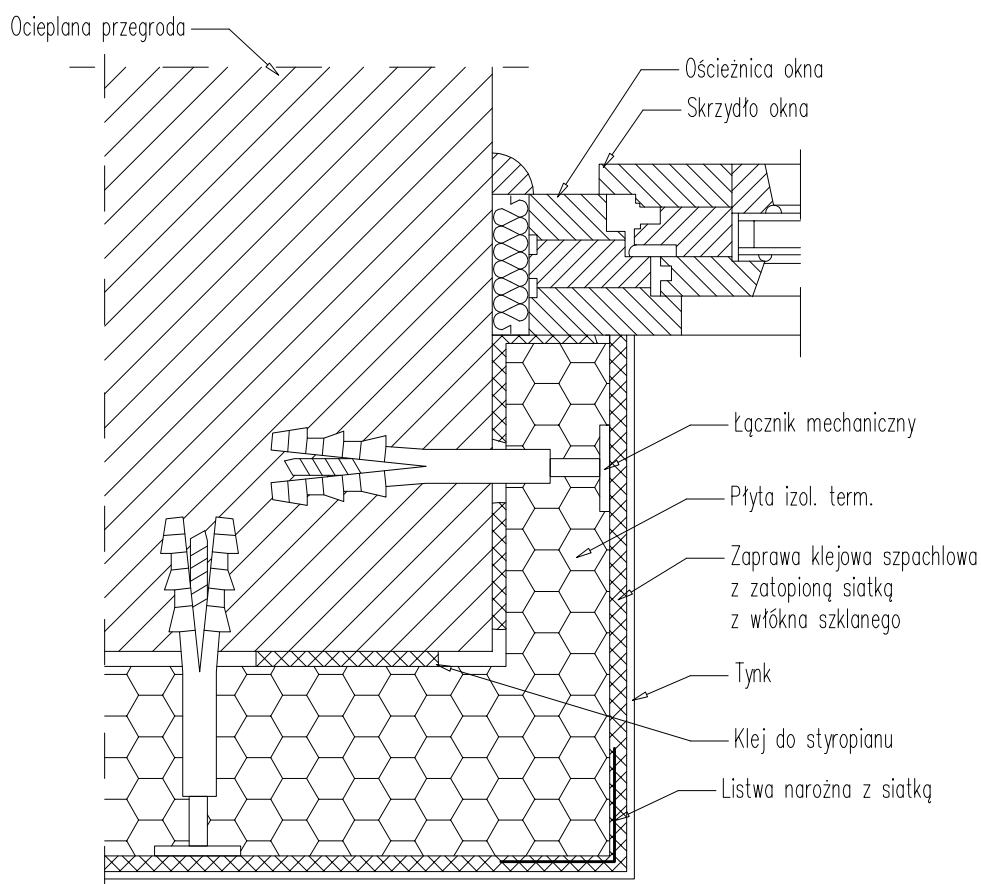 Ocieplana przegroda
Ościeżnica okna
Skrzydło okna
Łącznik mechaniczny
Płyta izol. term.
Zaprawa klejowa szpachlowa
z zatopioną siatką
z włókna szklanego
Tynk
Klej do styropianu
Listwa narożna z siatką